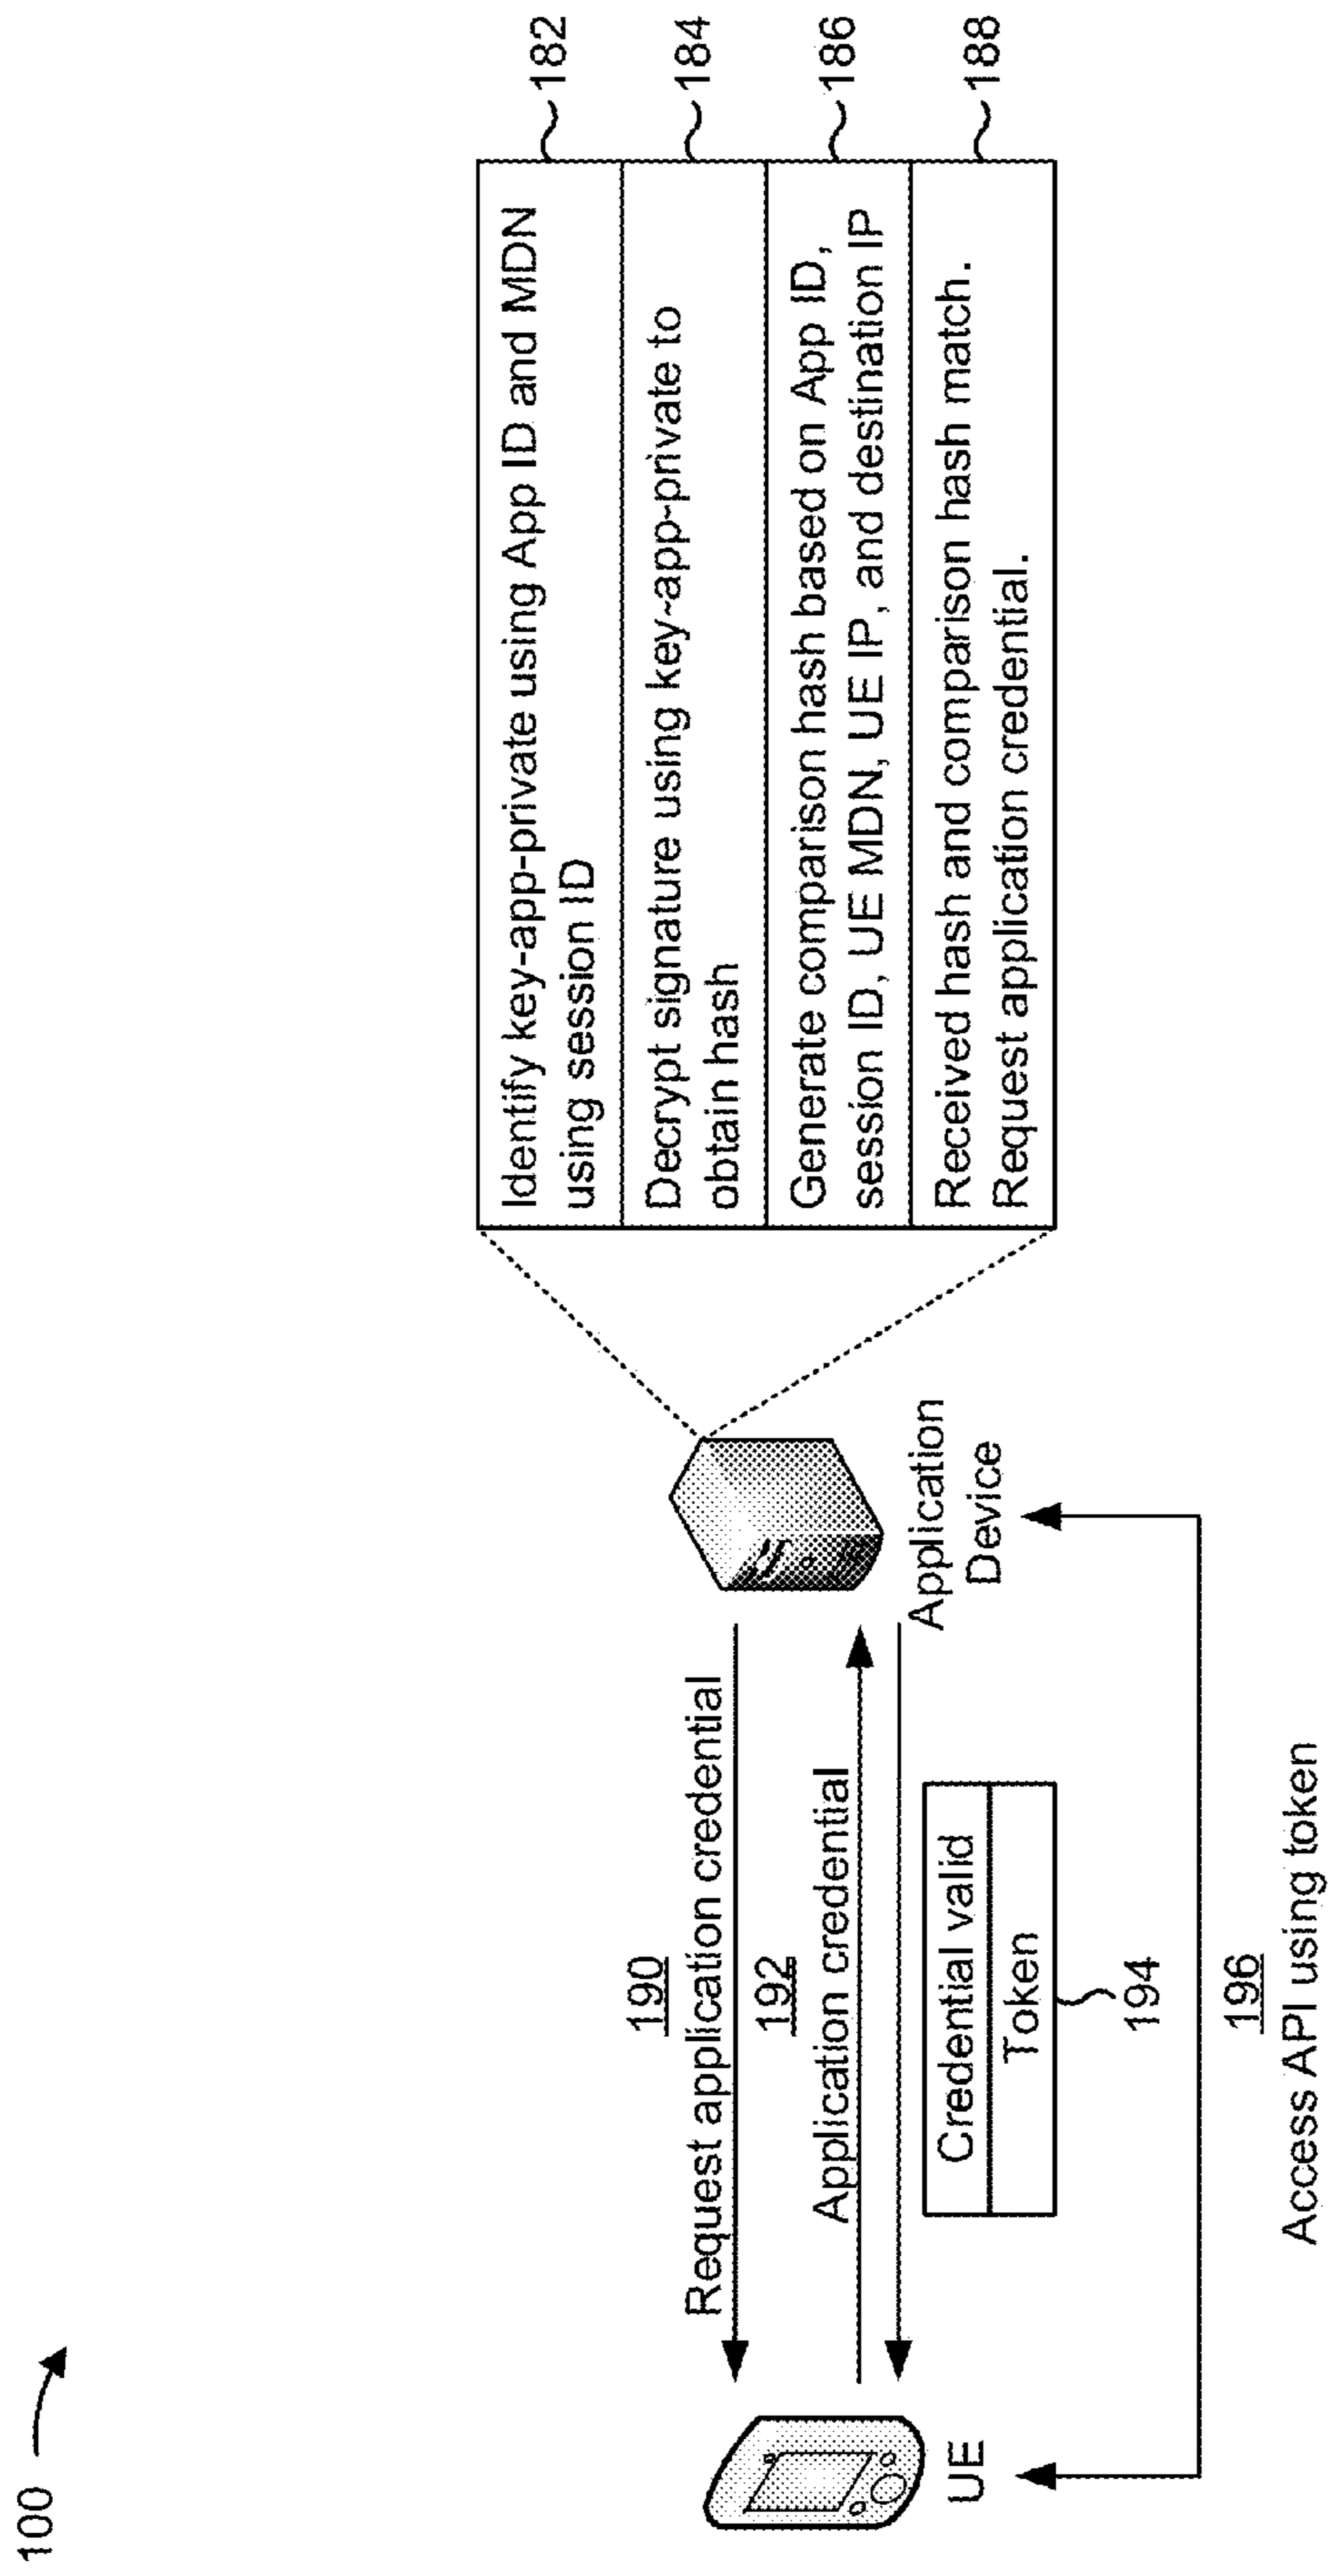 100
Identify key-app-private using App ID and MDN
using session ID
182
Decrypt signature using key-app-private to
obtain hash
184
Generate comparison hash based on App ID,
session ID, UE MDN, UE IP, and destination IP
186
Received hash and comparison hash match.
Request application credential.
188
190
Request application credential
192
Application credential
Credential valid
Token
194
UE
Application
Device
196
Access API using token